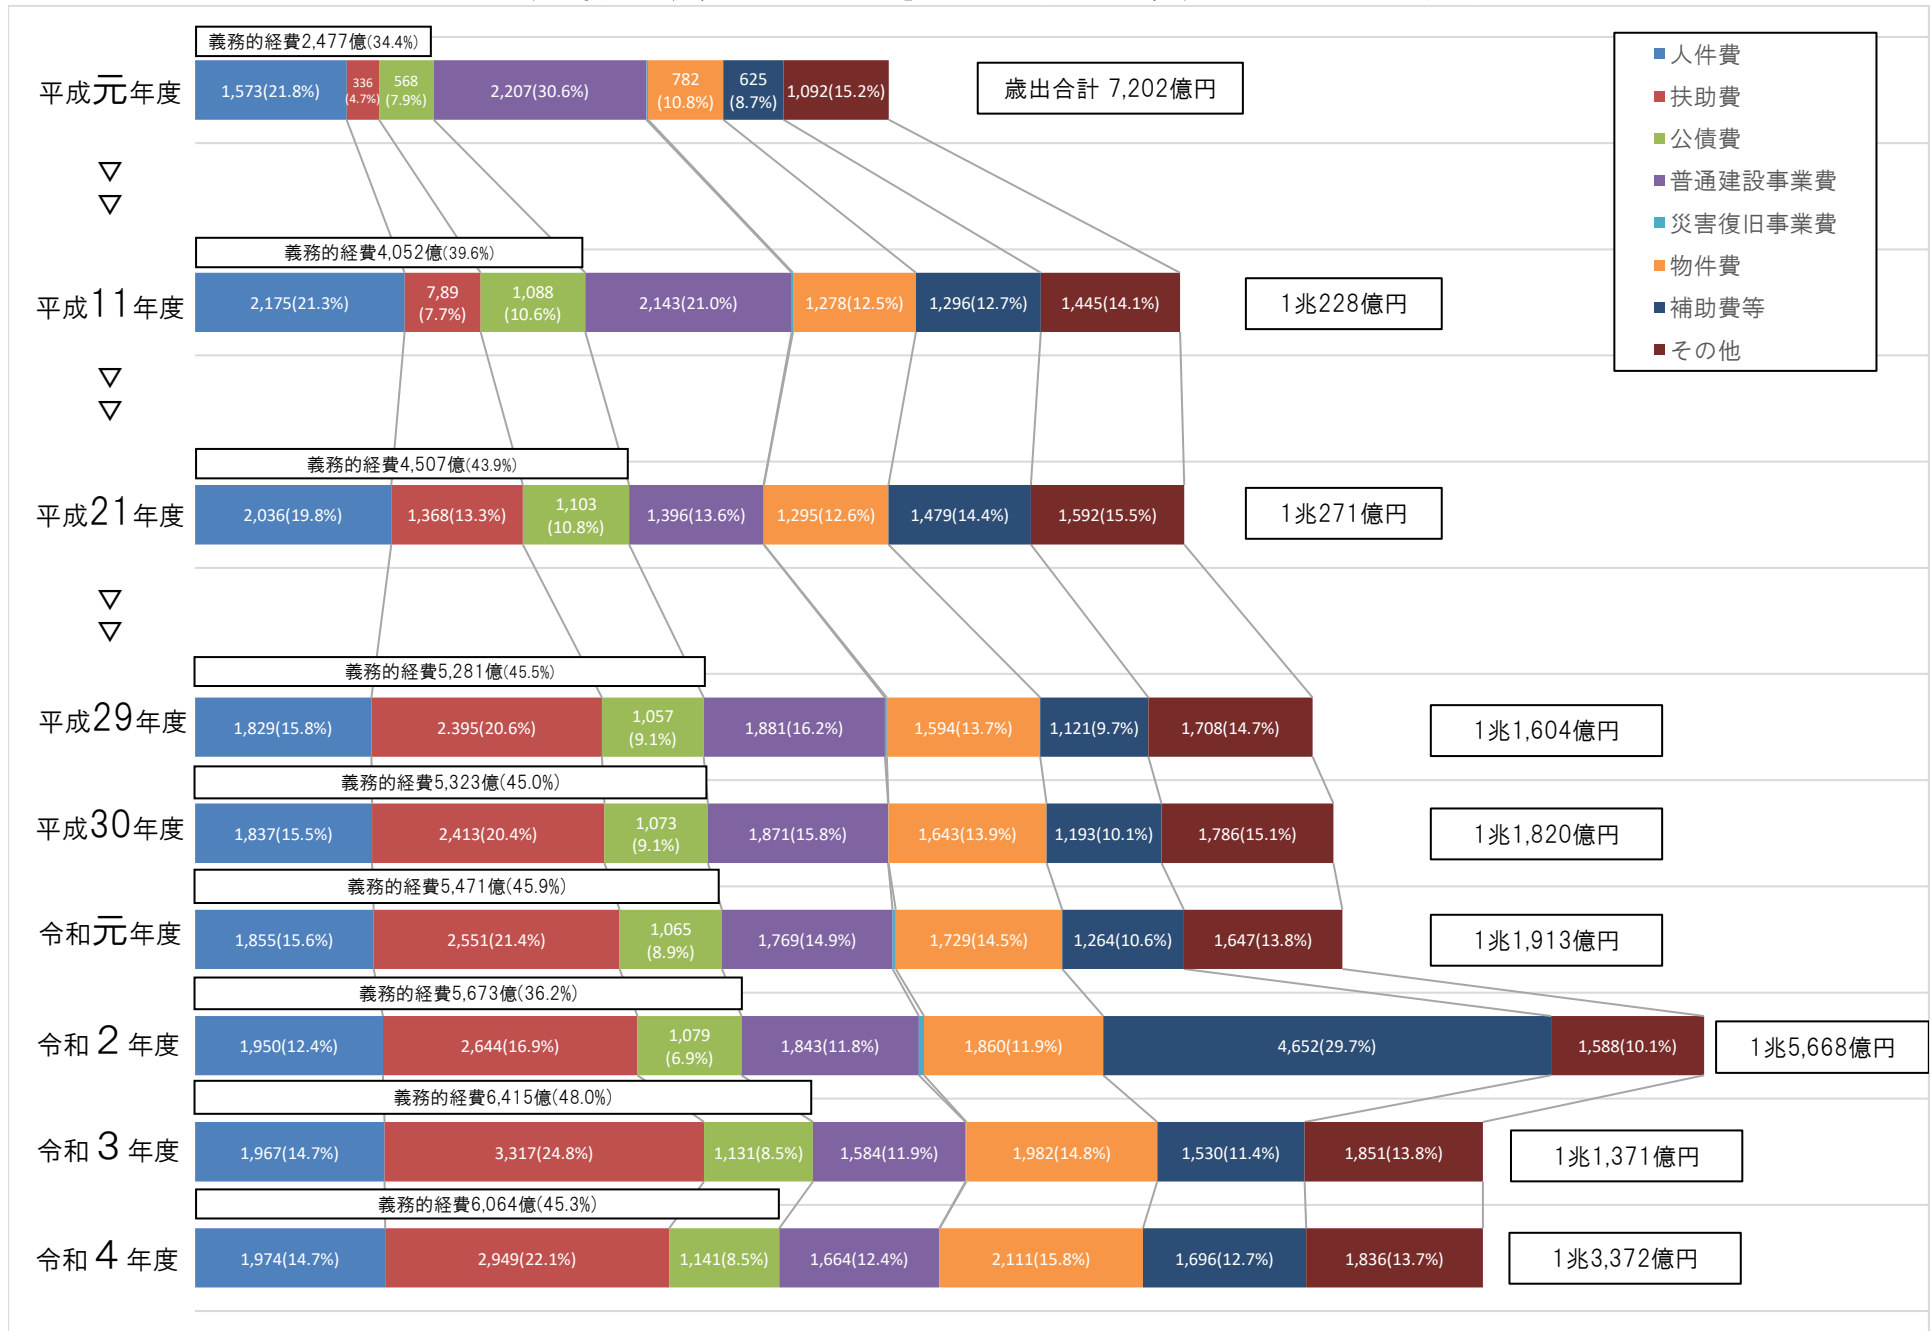 義務的経費2,477億(34.4%)
平成元年度
1,573(21.8%)
336
(4.7%)
568
(7.9%)
2,207(30.6%)
782
(10.8%)
625
(8.7%)
1,092(15.2%)
歳出合計 7,202億円
人件費
扶助費
公債費
普通建設事業費
災害復旧事業費
物件費
補助費等
その他
▽
▽
義務的経費4,052億(39.6%)
平成11年度
2,175(21.3%)
7,89
(7.7%)
1,088
(10.6%)
2,143(21.0%)
1,278(12.5%)
1,296(12.7%)
1,445(14.1%)
1兆228億円
▽
▽
義務的経費4,507億(43.9%)
平成21年度
2,036(19.8%)
1,368(13.3%)
1,103
(10.8%)
1,396(13.6%)
1,295(12.6%)
1,479(14.4%)
1,592(15.5%)
1兆271億円
▽
▽
義務的経費5,281億(45.5%)
平成29年度
1,829(15.8%)
2.395(20.6%)
1,057
(9.1%)
1,881(16.2%)
1,594(13.7%)
1,121(9.7%)
1,708(14.7%)
1兆1,604億円
義務的経費5,323億(45.0%)
平成30年度
1,837(15.5%)
2,413(20.4%)
1,073
(9.1%)
1,871(15.8%)
1,643(13.9%)
1,193(10.1%)
1,786(15.1%)
1兆1,820億円
義務的経費5,471億(45.9%)
令和元年度
1,855(15.6%)
2,551(21.4%)
1,065
(8.9%)
1,769(14.9%)
1,729(14.5%)
1,264(10.6%)
1,647(13.8%)
1兆1,913億円
義務的経費5,673億(36.2%)
令和２年度
1,950(12.4%)
2,644(16.9%)
1,079
(6.9%)
1,843(11.8%)
1,860(11.9%)
4,652(29.7%)
1,588(10.1%)
1兆5,668億円
義務的経費6,415億(48.0%)
令和３年度
1,967(14.7%)
3,317(24.8%)
1,131(8.5%)
1,584(11.9%)
1,982(14.8%)
1,530(11.4%)
1,851(13.8%)
1兆1,371億円
義務的経費6,064億(45.3%)
令和４年度
1,974(14.7%)
2,949(22.1%)
1,141(8.5%)
1,664(12.4%)
2,111(15.8%)
1,696(12.7%)
1,836(13.7%)
1兆3,372億円